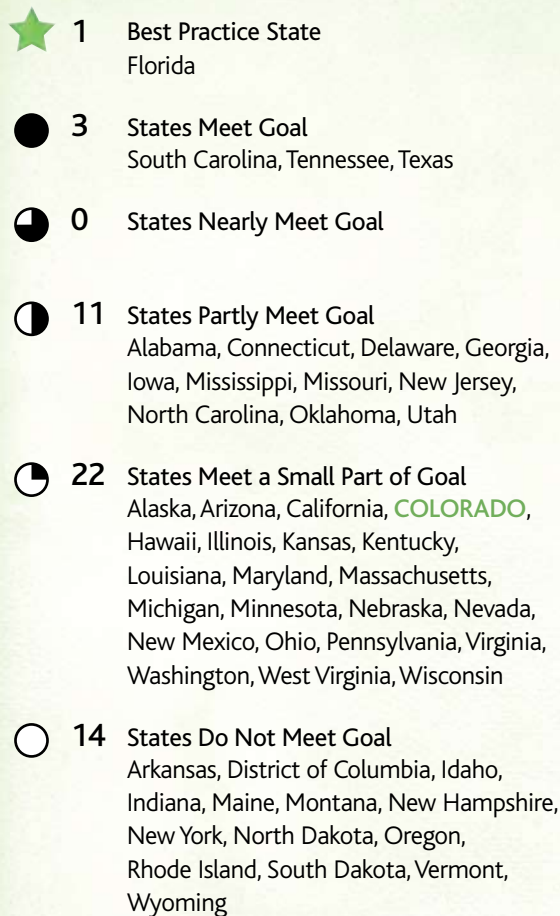 1 Best Practice State
Florida
3 States Meet Goal
South Carolina, Tennessee, Texas
0 States Nearly Meet Goal
11 States Partly Meet Goal
Alabama, Connecticut, Delaware, Georgia,
Iowa, Mississippi, Missouri, New Jersey,
North Carolina, Oklahoma, Utah
22 States Meet a Small Part of Goal
Alaska, Arizona, California, COLORADO,
Hawaii, Illinois, Kansas, Kentucky,
Louisiana, Maryland, Massachusetts,
Michigan, Minnesota, Nebraska, Nevada,
New Mexico, Ohio, Pennsylvania, Virginia,
Washington, West Virginia, Wisconsin
14 States Do Not Meet Goal
Arkansas, District of Columbia, Idaho,
Indiana, Maine, Montana, New Hampshire,
New York, North Dakota, Oregon,
Rhode Island, South Dakota, Vermont,
Wyoming